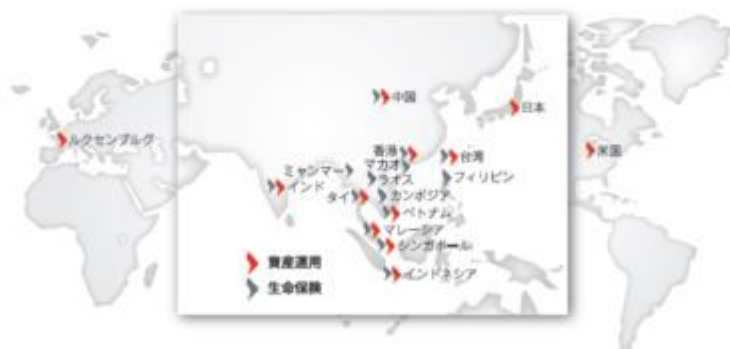 中国
日本
ルクセンブルグ
香港
台湾
米国
マカオ
ミャンマー
ラオス
フィリピン
インド
タイ
カンボジア
ベトナム
マレーシア
シンガポール
インドネシア
資産運用
生命保険